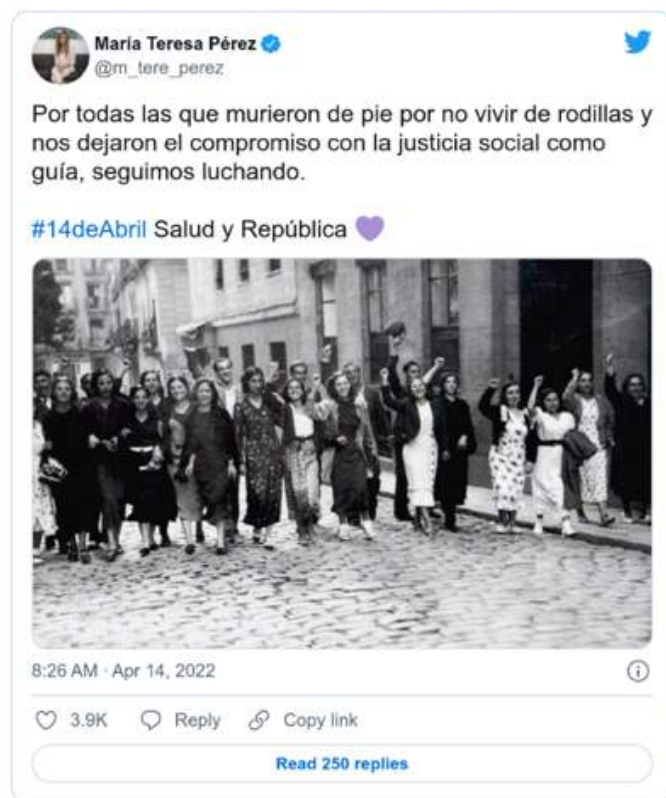 María Teresa Pérez
@m_tere_perez
Por todas las que murieron de pie por no vivir de rodillas y
nos dejaron el compromiso con la justicia social como
guía, seguimos luchando.
#14deAbril Salud y República 💜
8:26 AM · Apr 14, 2022
3.9K Reply Copy link
Read 250 replies